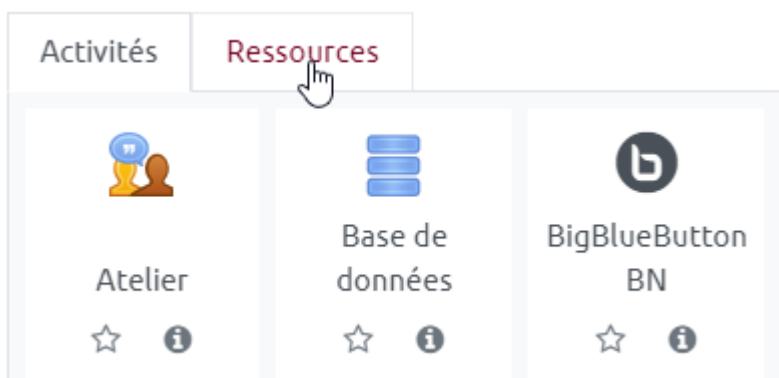 Activités
Ressources
Atelier
Base de
données
BigBlueButton
BN